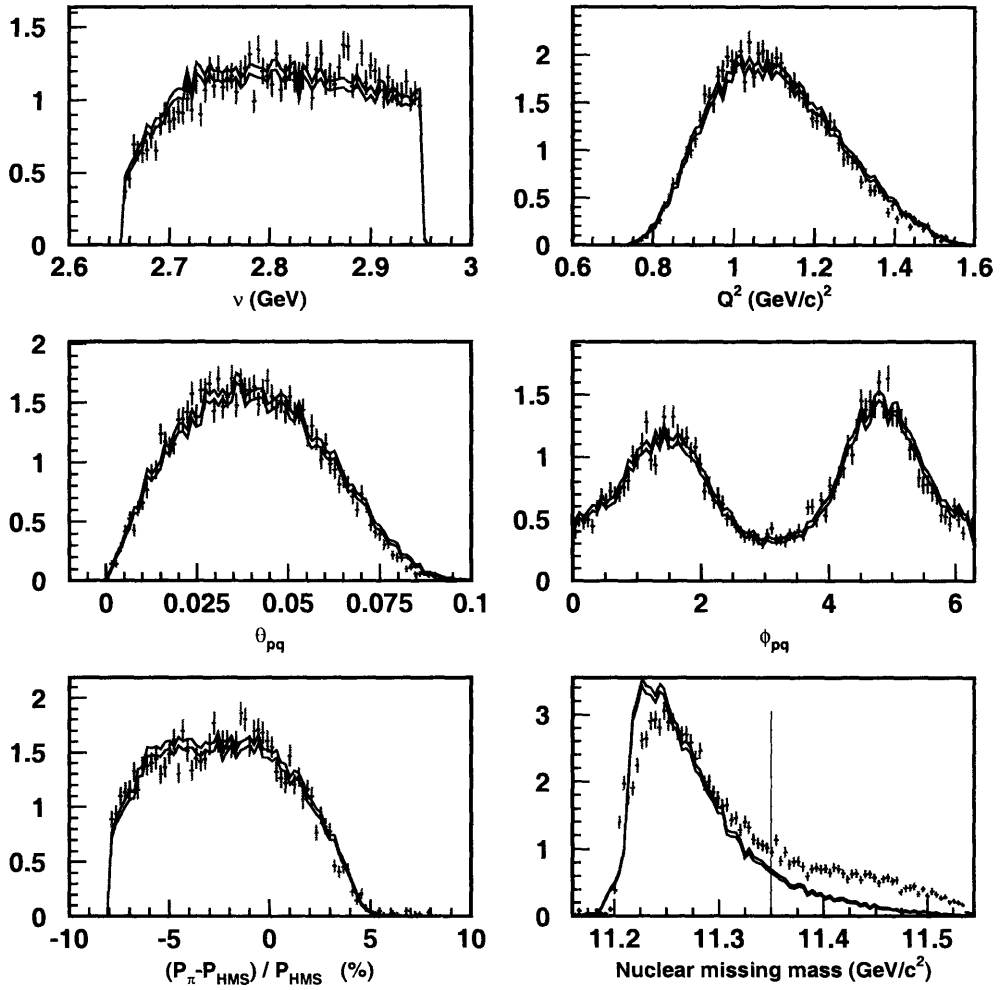 1.5
1
0.5
0
2.6 2.7 2.8 2.9 3
ν (GeV)
2
1.5
1
0.5
0
0.6 0.8 1 1.2 1.4 1.6
Q² (GeV/c)²
2
1.5
1
0.5
0
0 0.025 0.05 0.075 0.1
θpq
1.5
1
0.5
0
0 2 4 6
ϕpq
2
1.5
1
0.5
0
-10 -5 0 5 10
(Pπ-PHMS) / PHMS (%)
3
2
1
0
11.2 11.3 11.4 11.5
Nuclear missing mass (GeV/c²)